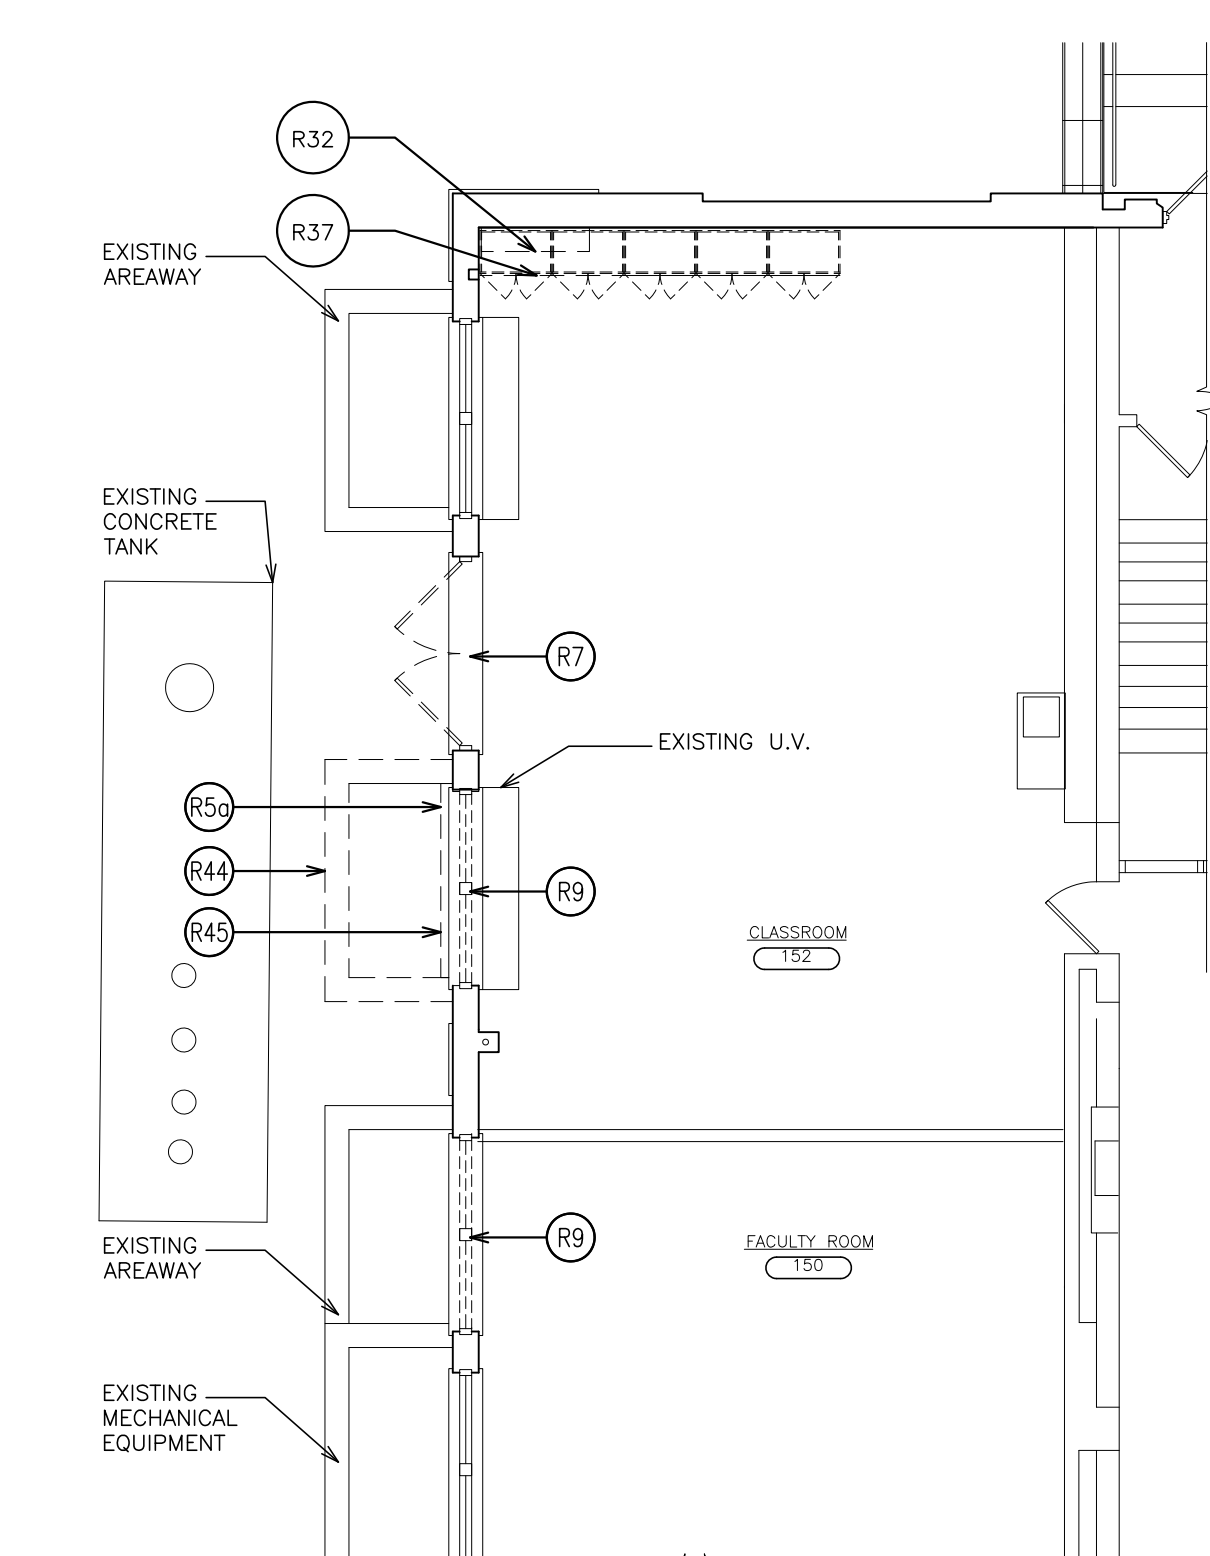 R32
R37
EXISTING
AREAWAY
EXISTING
CONCRETE
TANK
R7
EXISTING U.V.
R5a
R44
R9
R45
CLASSROOM
152
R9
FACULTY ROOM
150
EXISTING
AREAWAY
EXISTING
MECHANICAL
EQUIPMENT